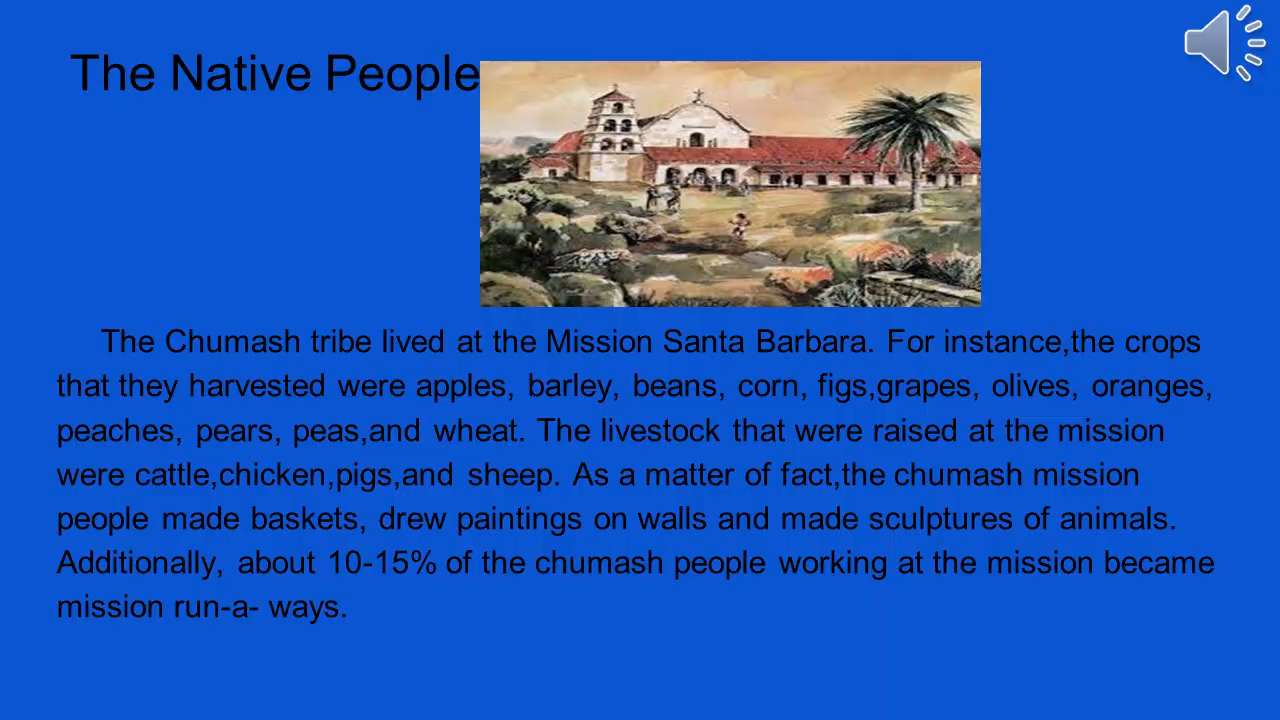 The Native People
The Chumash tribe lived at the Mission Santa Barbara. For instance,the crops
that they harvested were apples, barley, beans, corn, figs,grapes, olives, oranges,
peaches, pears, peas,and wheat. The livestock that were raised at the mission
were cattle,chicken,pigs,and sheep. As a matter of fact,the chumash mission
people made baskets, drew paintings on walls and made sculptures of animals.
Additionally, about 10-15% of the chumash people working at the mission became
mission run-a- ways.